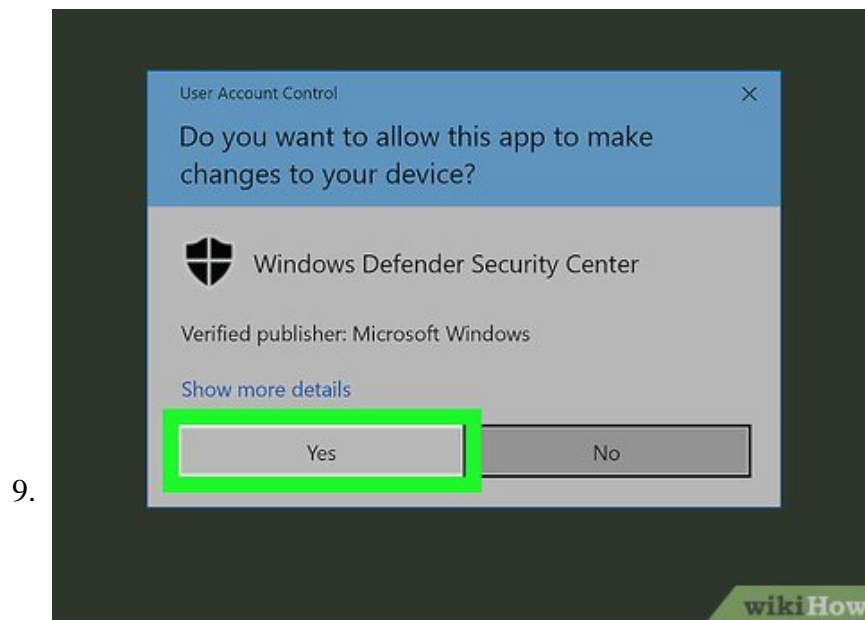 User Account Control
Do you want to allow this app to make
changes to your device?
Windows Defender Security Center
Verified publisher: Microsoft Windows
Show more details
Yes No
9.
wikiHow